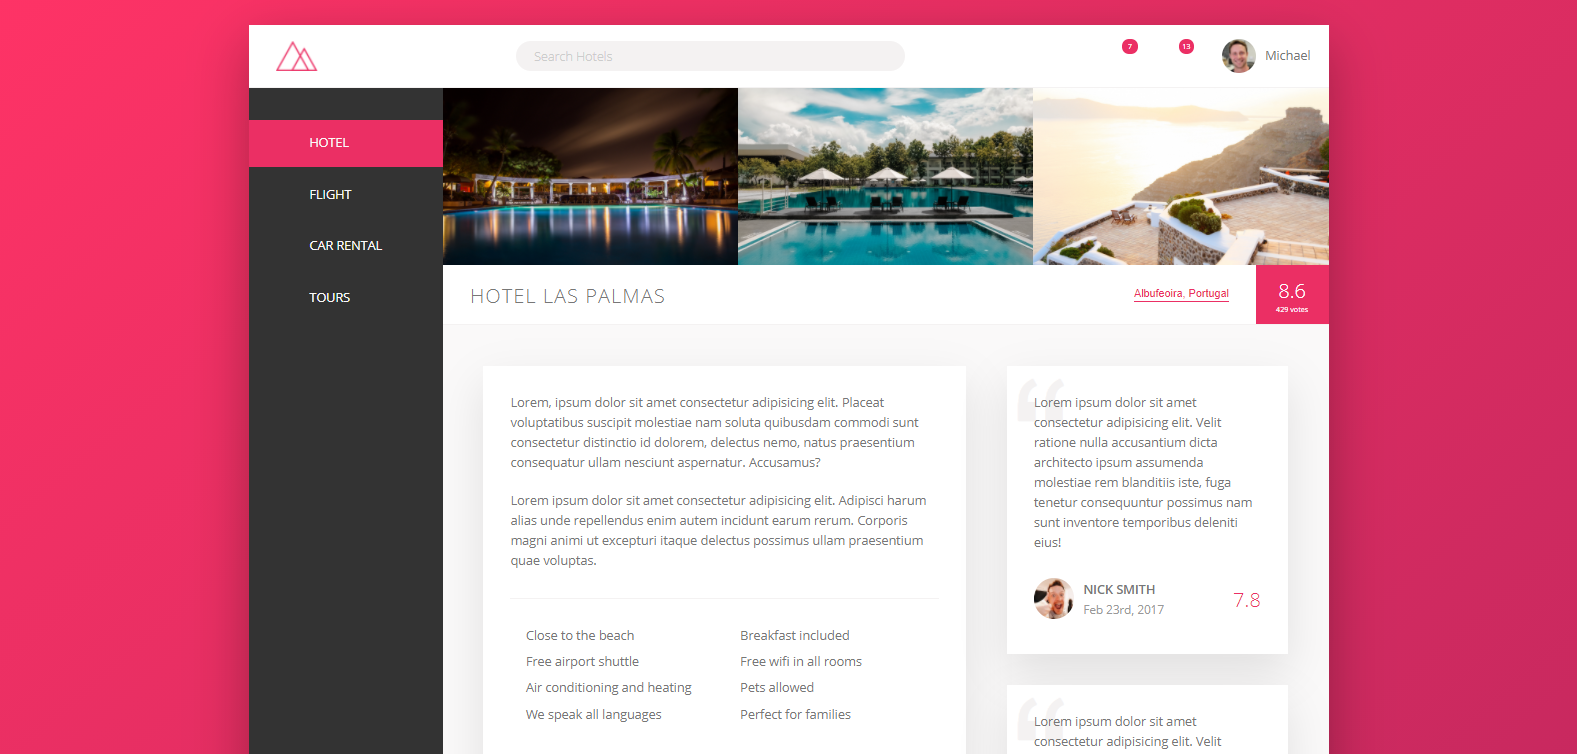 Search Hotels
7
13
Michael
HOTEL
FLIGHT
CAR RENTAL
TOURS
HOTEL LAS PALMAS
Albufeoira, Portugal
8.6
429 votes
Lorem, ipsum dolor sit amet consectetur adipisicing elit. Placeat
voluptatibus suscipit molestiae nam soluta quibusdam commodi sunt
consectetur distinctio id dolorem, delectus nemo, natus praesentium
consequatur ullam nesciunt aspernatur. Accusamus?
Lorem ipsum dolor sit amet consectetur adipisicing elit. Adipisci harum
alias unde repellendus enim autem incidunt earum rerum. Corporis
magni animi ut excepturi itaque delectus possimus ullam praesentium
quae voluptas.
Close to the beach
Free airport shuttle
Air conditioning and heating
We speak all languages
Breakfast included
Free wifi in all rooms
Pets allowed
Perfect for families
“
Lorem ipsum dolor sit amet
consectetur adipisicing elit. Velit
ratione nulla accusantium dicta
architecto ipsum assumenda
molestiae rem blanditiis iste, fuga
tenetur consequuntur possimus nam
sunt inventore temporibus deleniti
eius!
NICK SMITH
Feb 23rd, 2017
7.8
“
Lorem ipsum dolor sit amet
consectetur adipisicing elit. Velit